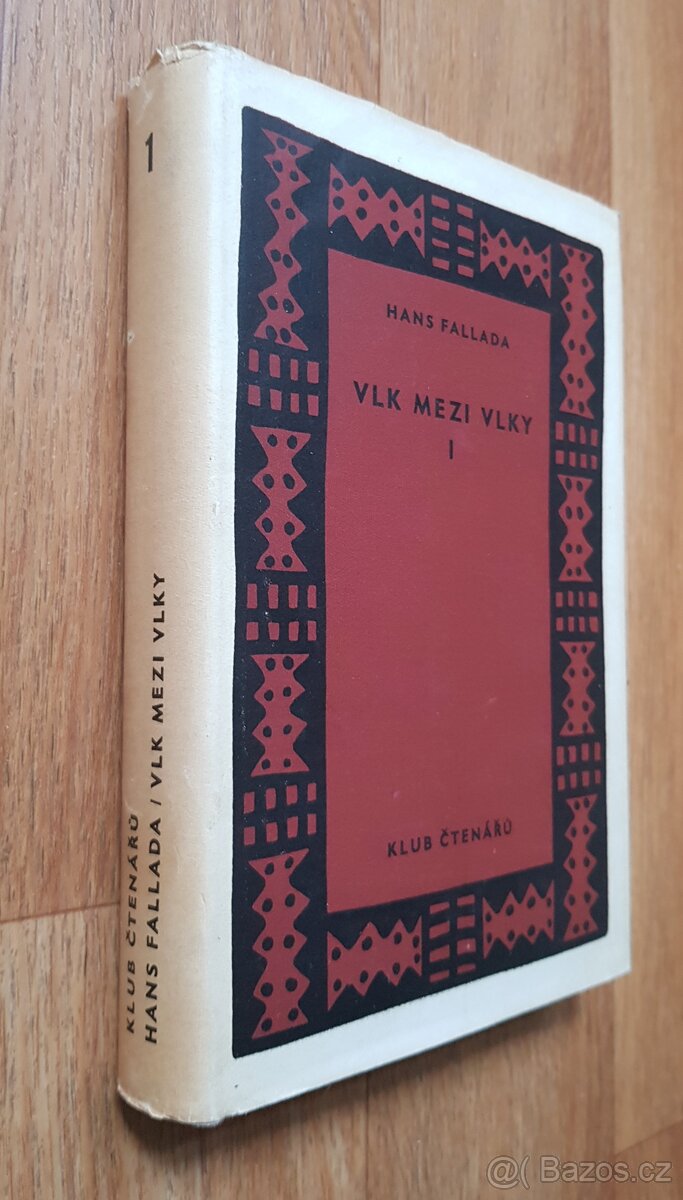 1
KLUB ČTENÁŘŮ
HANS FALLADA / VLK MEZI VLKY
HANS FALLADA
VLK MEZI VLKY
I
KLUB ČTENÁŘŮ
@( Bazos.cz